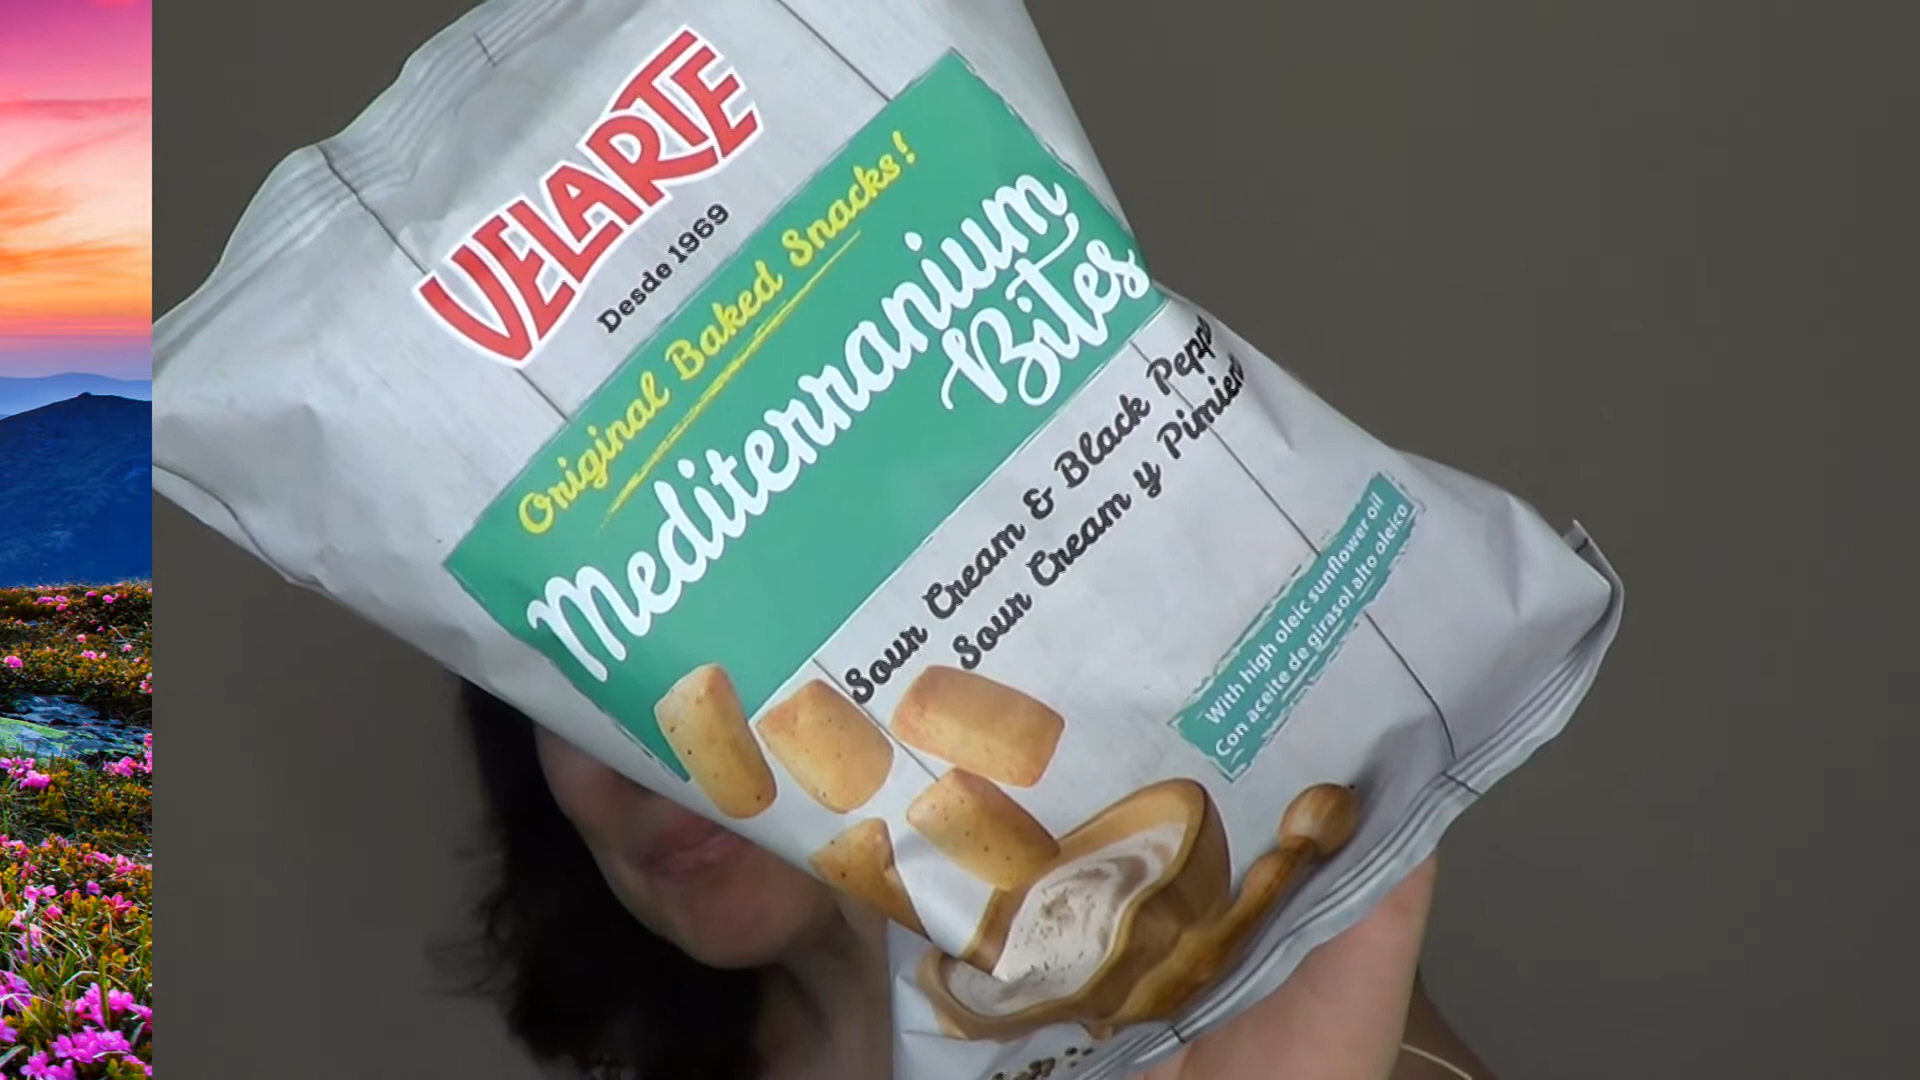 VELARTE
Desde 1969
Original Baked Snacks!
Mediterranium
Bites
Sour Cream & Black
Sour Cream y
With high oleic sunflower oil
Con aceite de girasol alto oleico